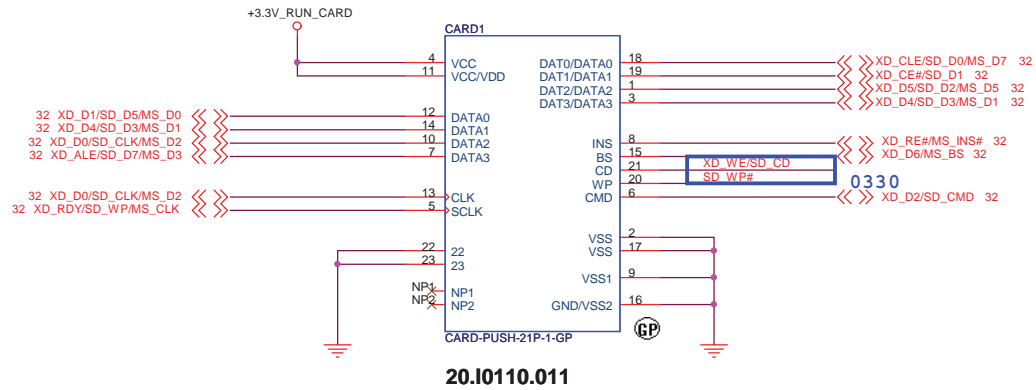 +3.3V_RUN_CARD
CARD1
4 VCC DAT0/DATA0 18 XD_CLE/SD_D0/MS_D7 32
11 VCC/VDD DAT1/DATA1 19 XD_CE#/SD_D1 32
DAT2/DATA2 1 XD_D5/SD_D2/MS_D5 32
DAT3/DATA3 3 XD_D4/SD_D3/MS_D1 32
32 XD_D1/SD_D5/MS_D0 12 DATA0
32 XD_D4/SD_D3/MS_D1 14 DATA1
32 XD_D0/SD_CLK/MS_D2 10 DATA2
32 XD_ALE/SD_D7/MS_D3 7 DATA3
INS 8 XD_RE#/MS_INS# 32
BS 15 XD_D6/MS_BS 32
CD 21 XD_WE/SD_CD
WP 20 SD_WP# 0330
32 XD_D0/SD_CLK/MS_D2 13 CLK CMD 6 XD_D2/SD_CMD 32
32 XD_RDY/SD_WP/MS_CLK 5 SCLK
VSS 2
22 22 VSS 17
23 23
VSS1 9
NP1 NP1
NP2 NP2 GND/VSS2 16
GP
CARD-PUSH-21P-1-GP
20.I0110.011